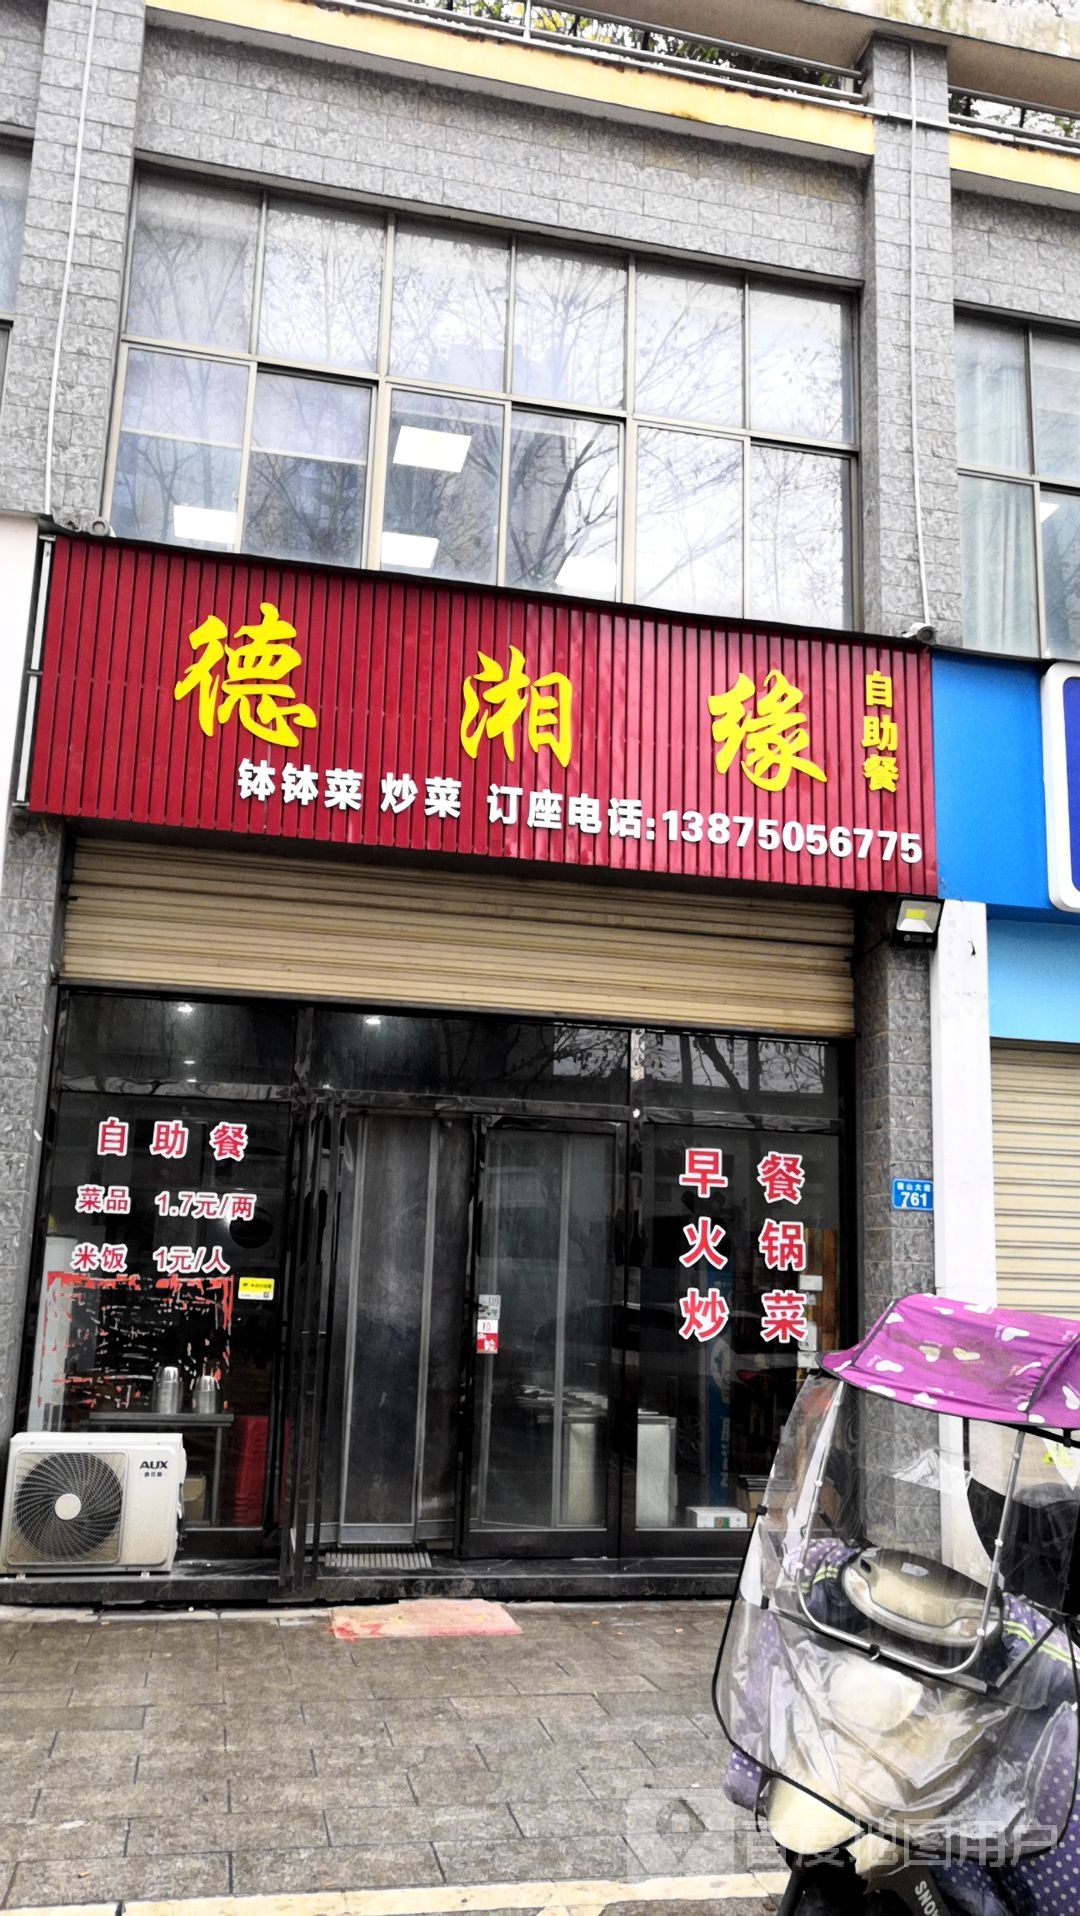 德湘缘 自助餐
钵钵菜 炒菜 订座电话:13875056775
自助餐
菜品 1.7元/两
米饭 1元/人
早餐
火锅
炒菜
761
AUX
百度地图用户